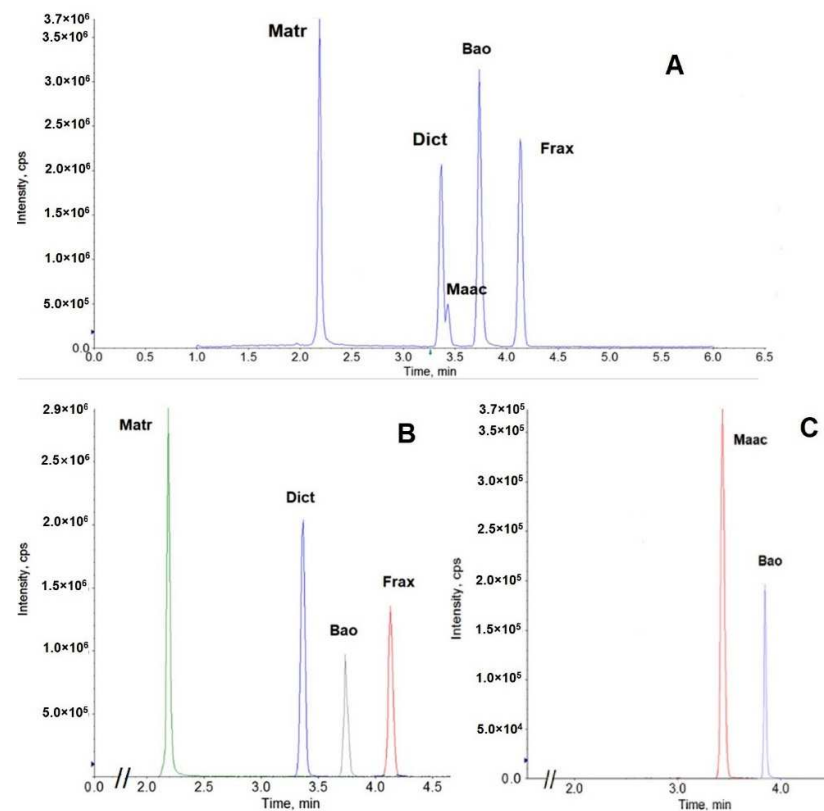 3.7×10⁶
3.5×10⁶
3.0×10⁶
2.5×10⁶
2.0×10⁶
1.5×10⁶
1.0×10⁶
5.0×10⁵
0.0
Intensity, cps
Matr
Dict
Maac
Bao
Frax
A
0.0 0.5 1.0 1.5 2.0 2.5 3.0 3.5 4.0 4.5 5.0 5.5 6.0 6.5
Time, min
2.9×10⁶
2.5×10⁶
2.0×10⁶
1.5×10⁶
1.0×10⁶
5.0×10⁵
Intensity, cps
Matr
Dict
Bao
Frax
B
0.0 2.0 2.5 3.0 3.5 4.0 4.5
Time, min
3.7×10⁵
3.5×10⁵
3.0×10⁵
2.5×10⁵
2.0×10⁵
1.5×10⁵
1.0×10⁵
5.0×10⁴
0.0
Intensity, cps
Maac
Bao
C
2.0 3.0 4.0
Time, min